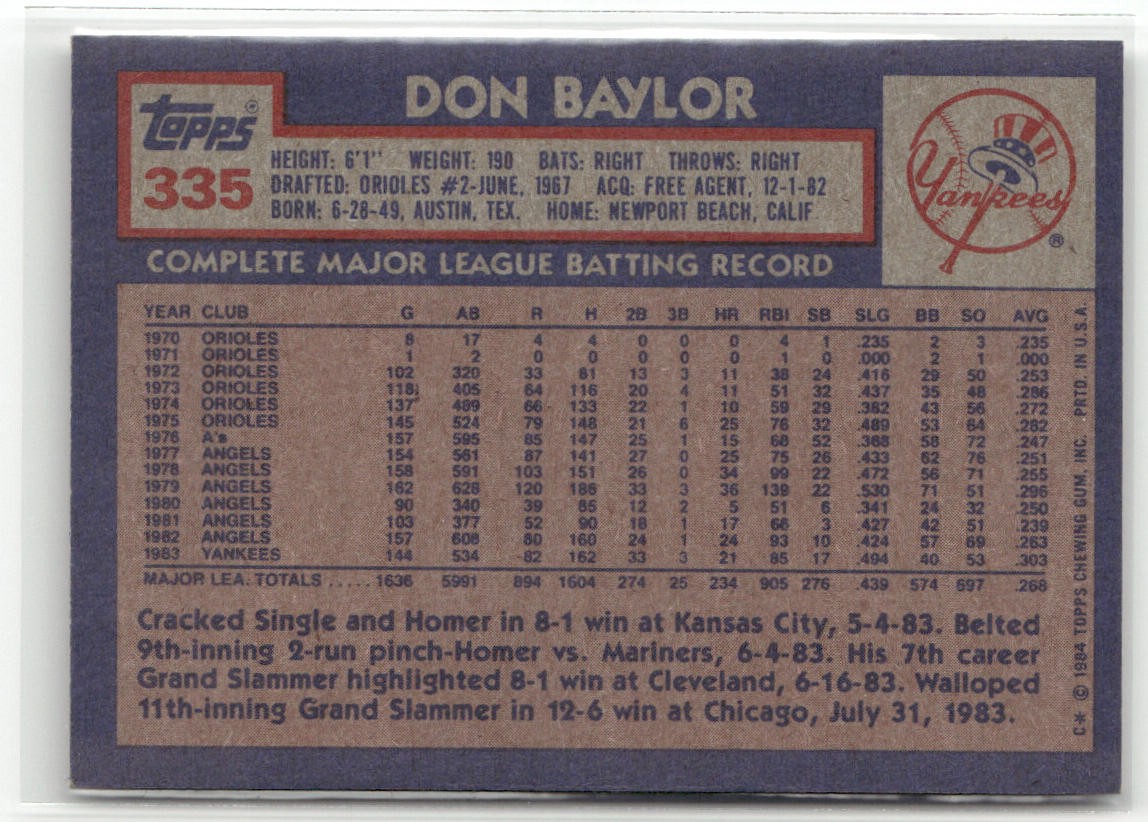 DON BAYLOR
Topps
335
HEIGHT: 6'1" WEIGHT: 190 BATS: RIGHT THROWS: RIGHT
DRAFTED: ORIOLES #2-JUNE, 1967 ACQ: FREE AGENT, 12-1-82
BORN: 6-28-49, AUSTIN, TEX. HOME: NEWPORT BEACH, CALIF
Yankees
®
COMPLETE MAJOR LEAGUE BATTING RECORD
YEAR CLUB G AB R H 2B 3B HR RBI SB SLG BB SO AVG
1970 ORIOLES 8 17 4 4 0 0 0 4 1 .235 2 3 .235
1971 ORIOLES 1 2 0 0 0 0 0 1 0 .000 2 1 .000
1972 ORIOLES 102 320 33 81 13 3 11 38 24 .416 29 50 .253
1973 ORIOLES 118 405 64 116 20 4 11 51 32 .437 35 48 .286
1974 ORIOLES 137 489 66 133 22 1 10 59 29 .382 43 56 .272
1975 ORIOLES 145 524 79 148 21 6 25 76 32 .489 53 64 .282
1976 A's 157 595 85 147 25 1 15 68 52 .368 58 72 .247
1977 ANGELS 154 561 87 141 27 0 25 75 26 .433 62 76 .251
1978 ANGELS 158 591 103 151 26 0 34 99 22 .472 56 71 .255
1979 ANGELS 162 628 120 186 33 3 36 139 22 .530 71 51 .296
1980 ANGELS 90 340 39 85 12 2 5 51 6 .341 24 32 .250
1981 ANGELS 103 377 52 90 18 1 17 66 3 .427 42 51 .239
1982 ANGELS 157 608 80 160 24 1 24 93 10 .424 57 69 .263
1983 YANKEES 144 534 82 162 33 3 21 85 17 .494 40 53 .303
MAJOR LEA. TOTALS ..... 1636 5991 894 1604 274 25 234 905 276 .439 574 697 .268
Cracked Single and Homer in 8-1 win at Kansas City, 5-4-83. Belted
9th-inning 2-run pinch-Homer vs. Mariners, 6-4-83. His 7th career
Grand Slammer highlighted 8-1 win at Cleveland, 6-16-83. Walloped
11th-inning Grand Slammer in 12-6 win at Chicago, July 31, 1983.
C* © 1984 TOPPS CHEWING GUM, INC. PRTD. IN U.S.A.